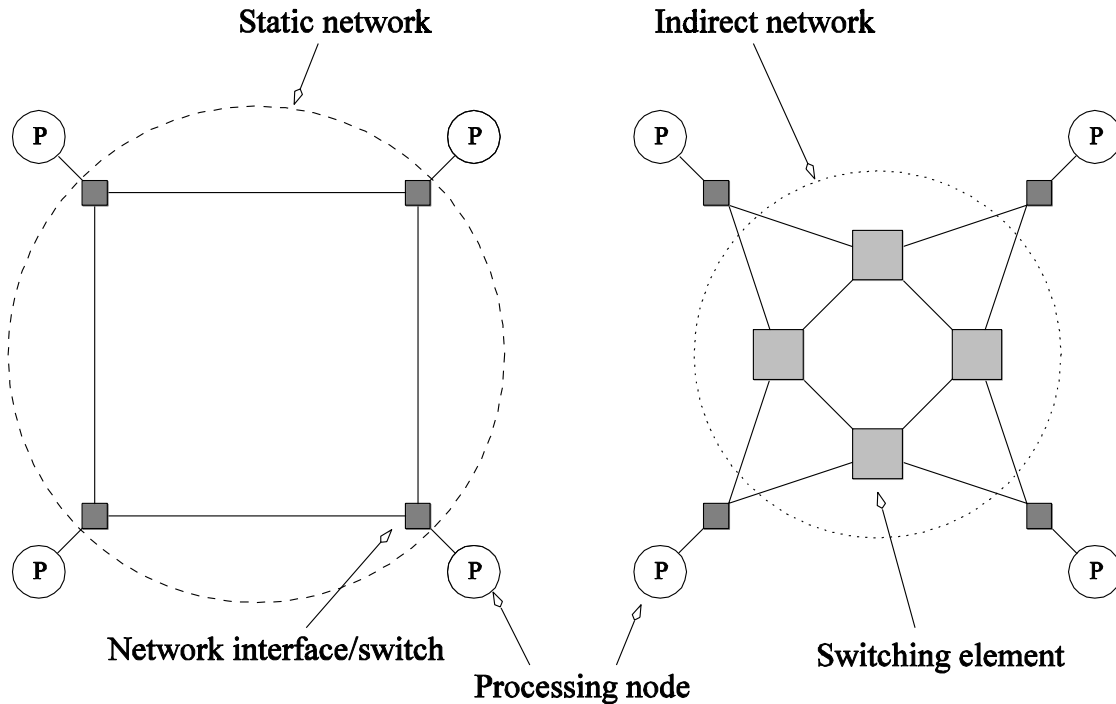 Static network
Indirect network
P
P
P
P
P
P
P
P
Network interface/switch
Switching element
Processing node